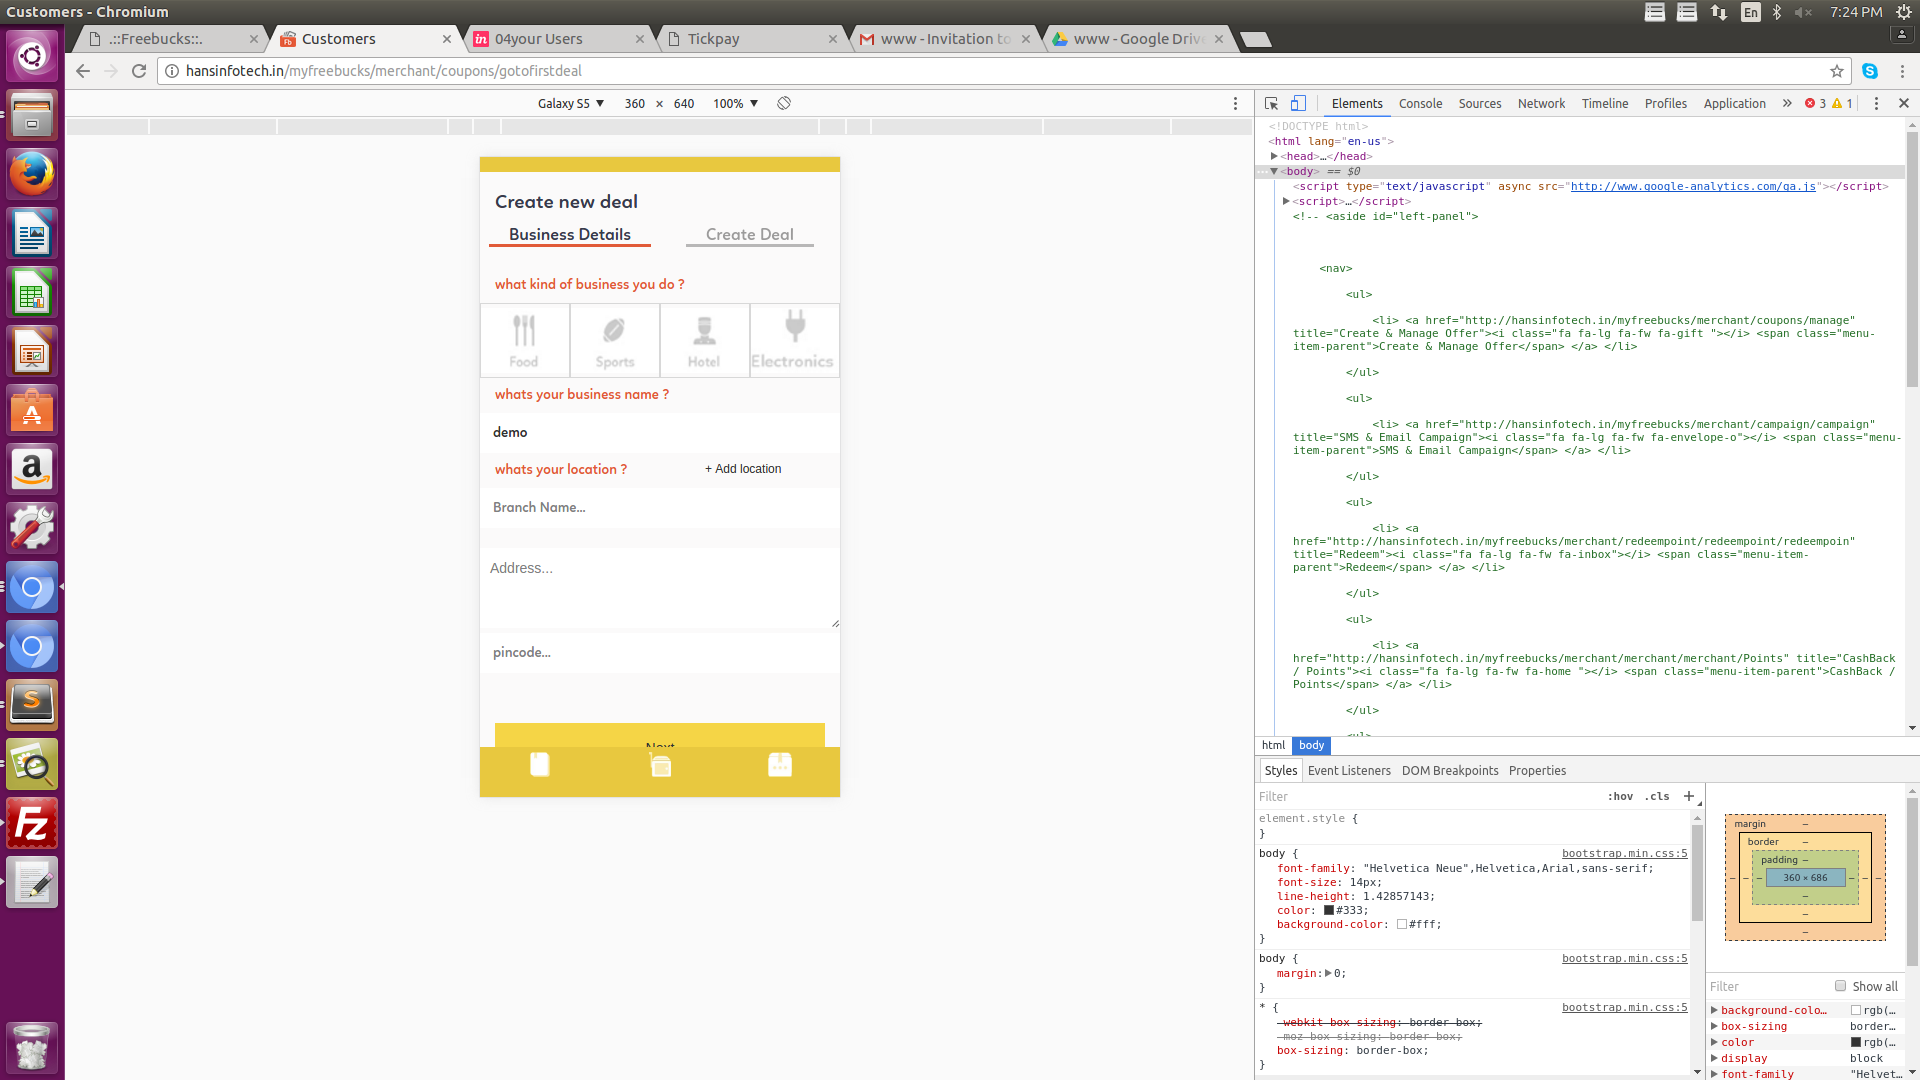 Customers - Chromium
En
7:24 PM
.::Freebucks::.
Customers
04your Users
Tickpay
www - Invitation to
www - Google Drive
hansinfotech.in/myfreebucks/merchant/coupons/gotofirstdeal
Galaxy S5 ▼ 360 × 640 100% ▼
Create new deal
Business Details
Create Deal
what kind of business you do ?
Food
Sports
Hotel
Electronics
whats your business name ?
demo
whats your location ?
+ Add location
Branch Name...
Address...
pincode...
Next
Elements Console Sources Network Timeline Profiles Application » 3 1
<!DOCTYPE html>
<html lang="en-us">
<head>…</head>
<body> == $0
<script type="text/javascript" async src="http://www.google-analytics.com/ga.js"></script>
<script>…</script>
<!-- <aside id="left-panel">
<nav>
<ul>
<li> <a href="http://hansinfotech.in/myfreebucks/merchant/coupons/manage"
title="Create & Manage Offer"><i class="fa fa-lg fa-fw fa-gift "></i> <span class="menu-
item-parent">Create & Manage Offer</span> </a> </li>
</ul>
<ul>
<li> <a href="http://hansinfotech.in/myfreebucks/merchant/campaign/campaign"
title="SMS & Email Campaign"><i class="fa fa-lg fa-fw fa-envelope-o"></i> <span class="menu-
item-parent">SMS & Email Campaign</span> </a> </li>
</ul>
<ul>
<li> <a
href="http://hansinfotech.in/myfreebucks/merchant/redeempoint/redeempoint/redeempoin"
title="Redeem"><i class="fa fa-lg fa-fw fa-inbox"></i> <span class="menu-item-
parent">Redeem</span> </a> </li>
</ul>
<ul>
<li> <a
href="http://hansinfotech.in/myfreebucks/merchant/merchant/merchant/Points" title="CashBack
/ Points"><i class="fa fa-lg fa-fw fa-home "></i> <span class="menu-item-parent">CashBack /
Points</span> </a> </li>
</ul>
<ul>
html body
Styles Event Listeners DOM Breakpoints Properties
Filter :hov .cls +
element.style {
}
body { bootstrap.min.css:5
font-family: "Helvetica Neue",Helvetica,Arial,sans-serif;
font-size: 14px;
line-height: 1.42857143;
color: #333;
background-color: #fff;
}
body { bootstrap.min.css:5
margin: 0;
}
* { bootstrap.min.css:5
-webkit-box-sizing: border-box;
-moz-box-sizing: border-box;
box-sizing: border-box;
}
margin –
border –
padding –
360 × 686
Filter Show all
background-colo… rgb(…
box-sizing border…
color rgb(…
display block
font-family "Helvet…